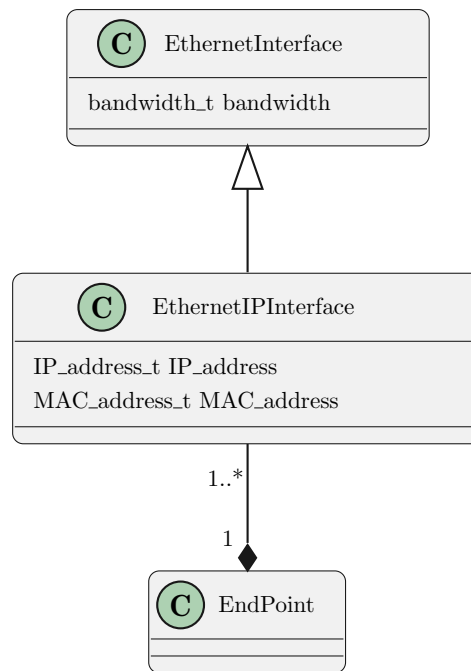 C EthernetInterface
bandwidth_t bandwidth
C EthernetIPInterface
IP_address_t IP_address
MAC_address_t MAC_address
1..*
1
C EndPoint